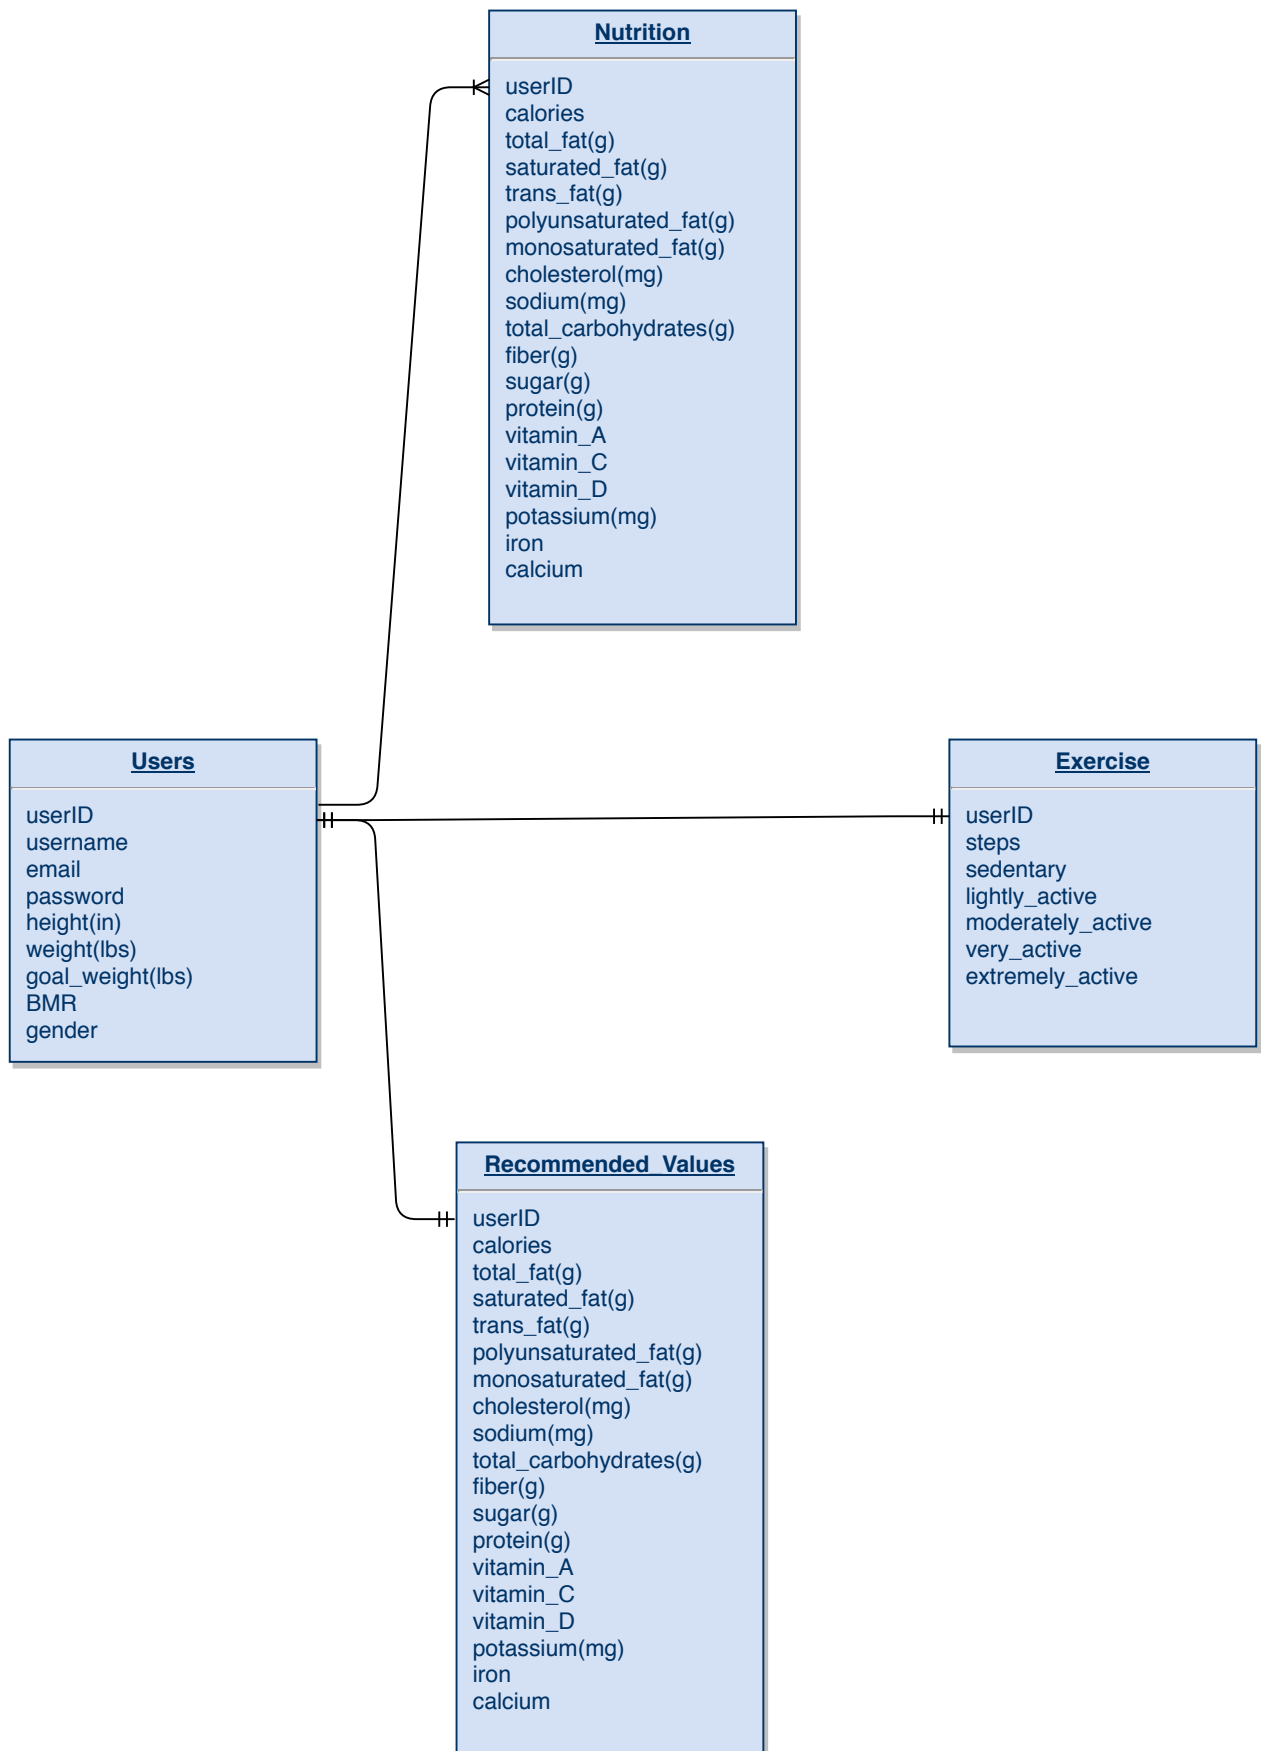 Nutrition
userID
calories
total_fat(g)
saturated_fat(g)
trans_fat(g)
polyunsaturated_fat(g)
monosaturated_fat(g)
cholesterol(mg)
sodium(mg)
total_carbohydrates(g)
fiber(g)
sugar(g)
protein(g)
vitamin_A
vitamin_C
vitamin_D
potassium(mg)
iron
calcium
Users
userID
username
email
password
height(in)
weight(lbs)
goal_weight(lbs)
BMR
gender
Exercise
userID
steps
sedentary
lightly_active
moderately_active
very_active
extremely_active
Recommended_Values
userID
calories
total_fat(g)
saturated_fat(g)
trans_fat(g)
polyunsaturated_fat(g)
monosaturated_fat(g)
cholesterol(mg)
sodium(mg)
total_carbohydrates(g)
fiber(g)
sugar(g)
protein(g)
vitamin_A
vitamin_C
vitamin_D
potassium(mg)
iron
calcium